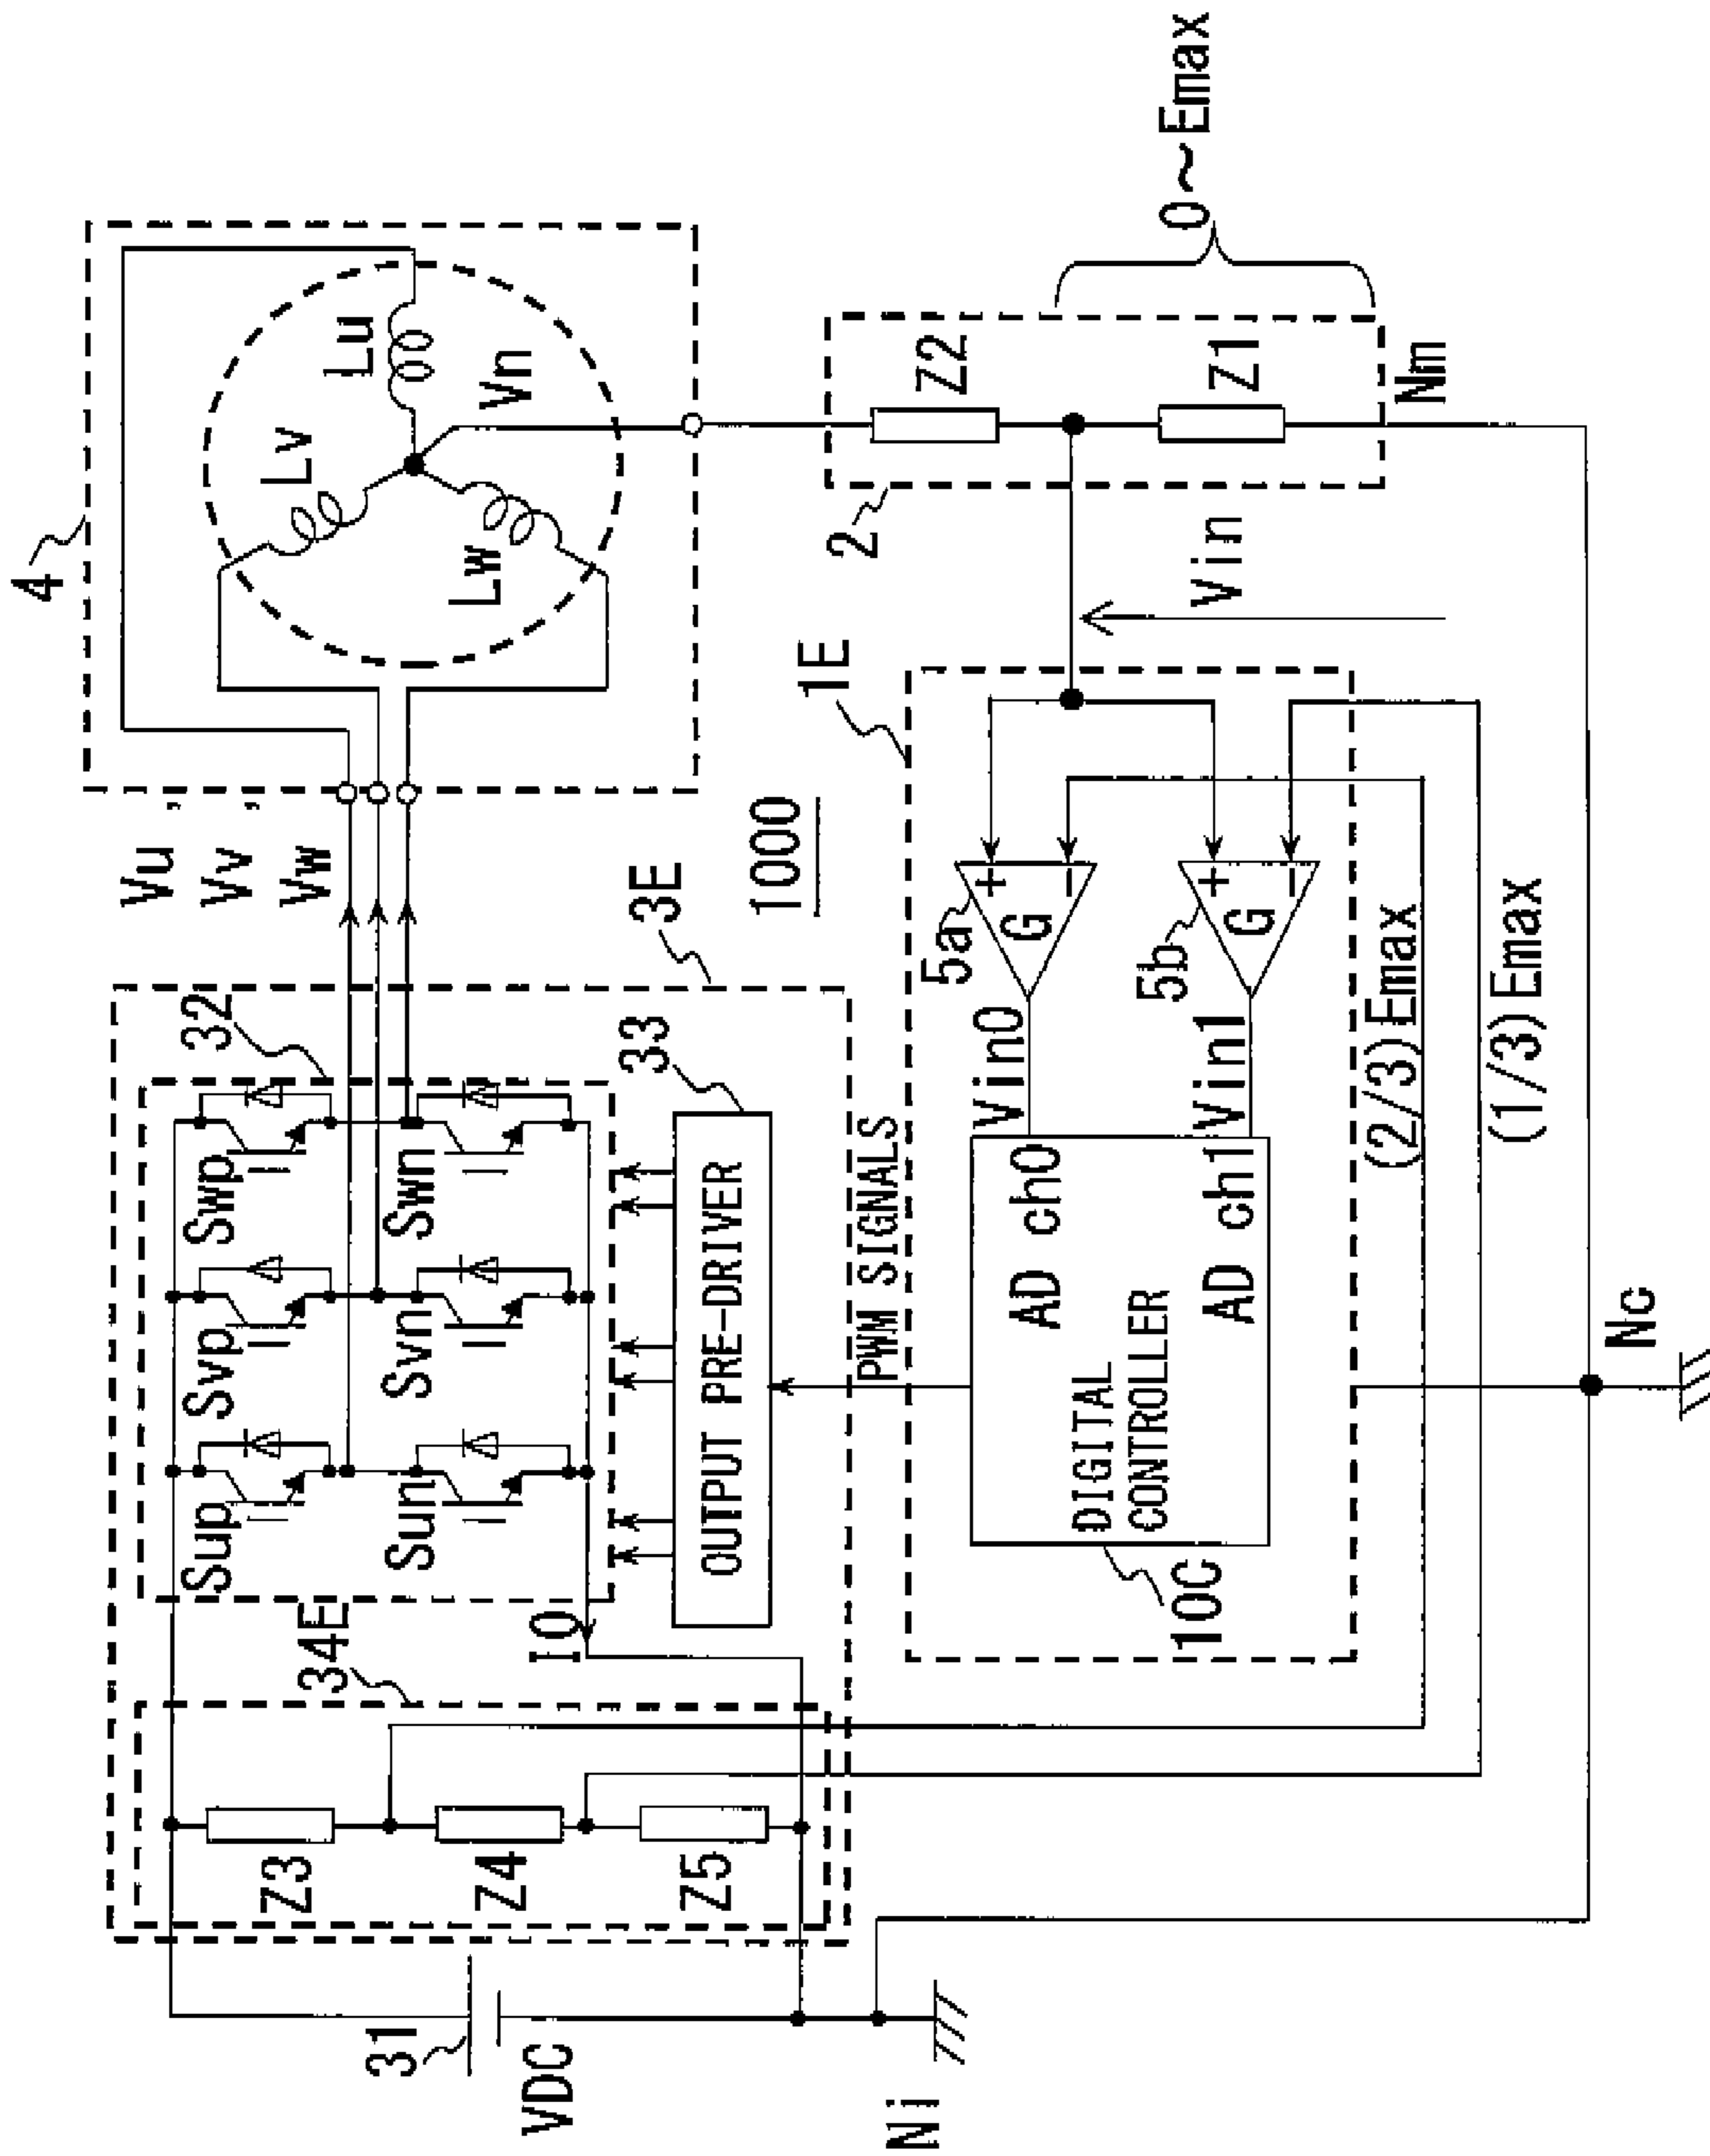 4
Lu
Lv
Lw
Vn
Vu,
Vv,
Vw
1000
3E
32
Swp
Svp
Sup
Swn
Svn
Sun
33
OUTPUT PRE-DRIVER
PWM SIGNALS
34E
I0
Z3
Z4
Z5
31
VDC
Ni
0~Emax
Z2
Z1
Nm
2
Vin
1E
5a
+
-
G
5b
+
-
G
Vin0
Vin1
AD ch0
AD ch1
DIGITAL
CONTROLLER
10C
(2/3)Emax
(1/3)Emax
Nc